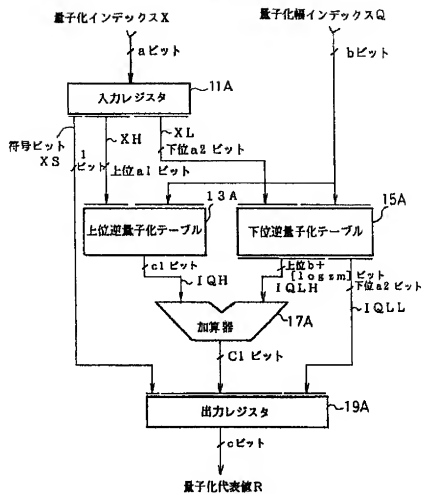 量子化インデックスX
量子化幅インデックスQ
aビット
bビット
入力レジスタ
11A
符号ビット
XS
1
ビット
XH
上位a1ビット
XL
下位a2ビット
13A
上位逆量子化テーブル
15A
下位逆量子化テーブル
c1ビット
IQH
上位b+
[logzm]ビット
IQLH
下位a2ビット
IQLL
加算器
17A
C1ビット
出力レジスタ
19A
cビット
量子化代表値R